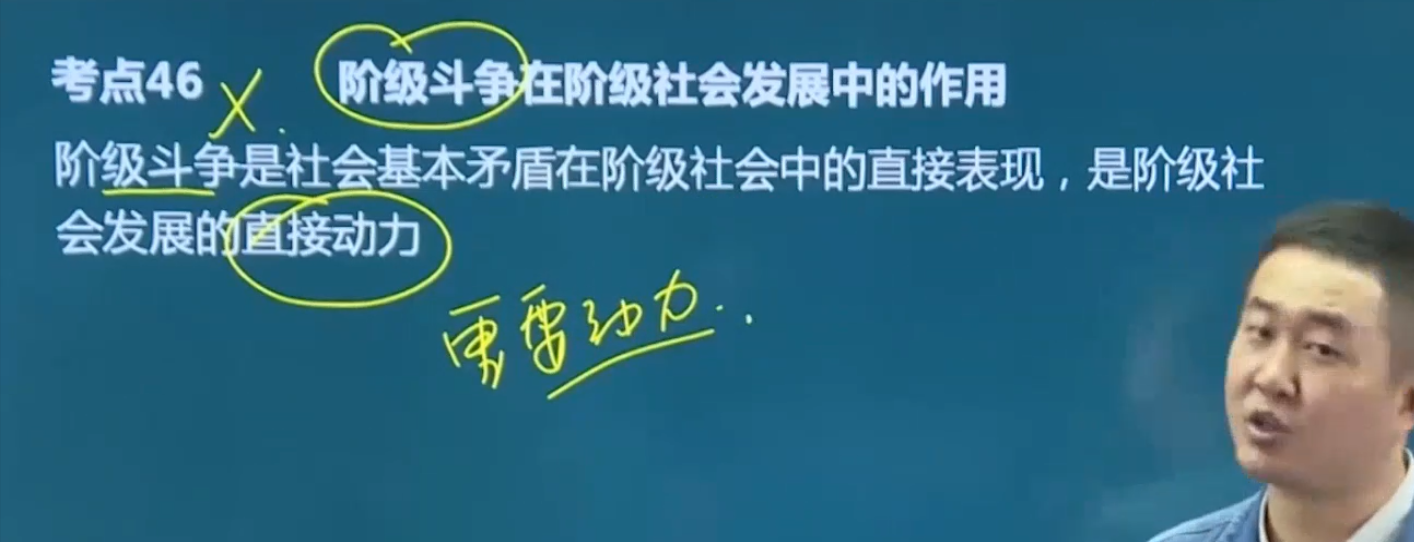 考点46 X 阶级斗争在阶级社会发展中的作用
阶级斗争是社会基本矛盾在阶级社会中的直接表现，是阶级社
会发展的直接动力
重要动力